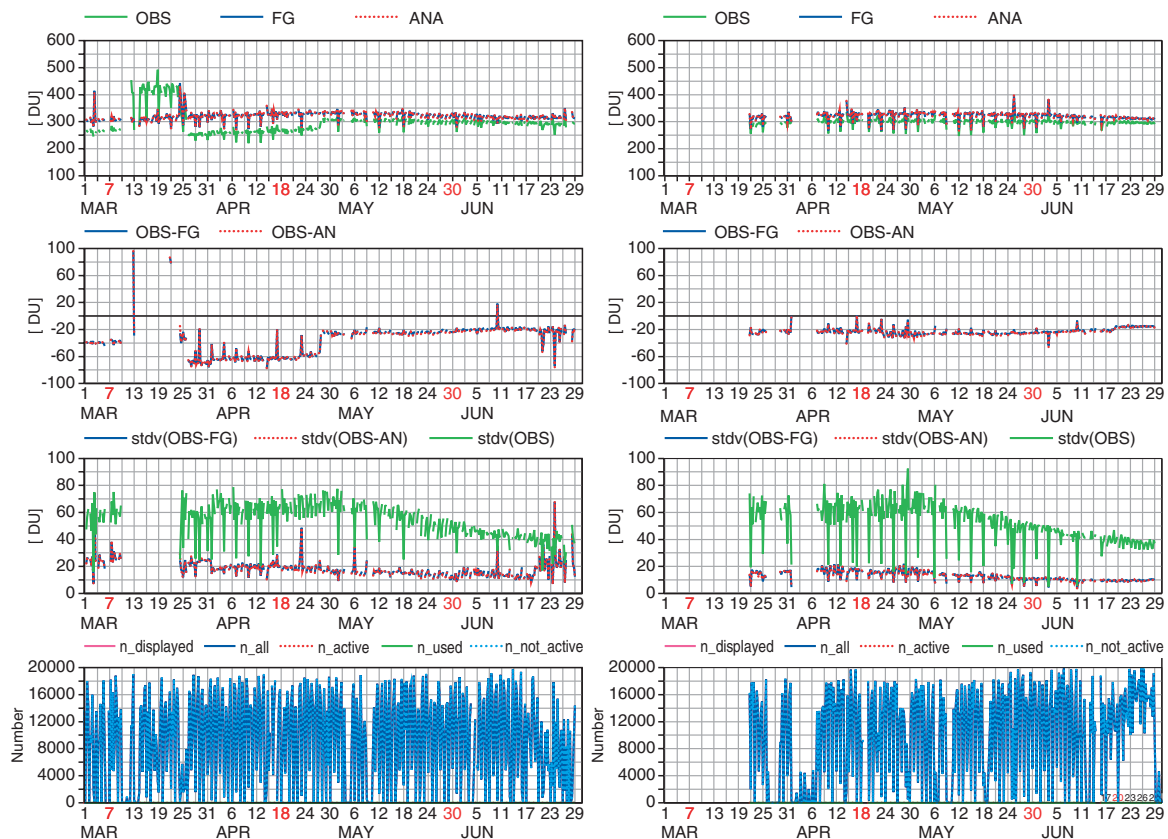 OBS FG ANA
OBS FG ANA
600
500
400
300
200
100
[ DU]
1 7 13 19 25 31 6 12 18 24 30 6 12 18 24 30 5 11 17 23 29
MAR APR MAY JUN
600
500
400
300
200
100
[ DU]
1 7 13 19 25 31 6 12 18 24 30 6 12 18 24 30 5 11 17 23 29
MAR APR MAY JUN
OBS-FG OBS-AN
OBS-FG OBS-AN
100
60
20
-20
-60
-100
[ DU]
1 7 13 19 25 31 6 12 18 24 30 6 12 18 24 30 5 11 17 23 29
MAR APR MAY JUN
100
60
20
-20
-60
-100
[ DU]
1 7 13 19 25 31 6 12 18 24 30 6 12 18 24 30 5 11 17 23 29
MAR APR MAY JUN
stdv(OBS-FG) stdv(OBS-AN) stdv(OBS)
stdv(OBS-FG) stdv(OBS-AN) stdv(OBS)
100
80
60
40
20
0
[ DU]
1 7 13 19 25 31 6 12 18 24 30 6 12 18 24 30 5 11 17 23 29
MAR APR MAY JUN
100
80
60
40
20
0
[ DU]
1 7 13 19 25 31 6 12 18 24 30 6 12 18 24 30 5 11 17 23 29
MAR APR MAY JUN
n_displayed n_all n_active n_used n_not_active
n_displayed n_all n_active n_used n_not_active
20000
16000
12000
8000
4000
0
Number
1 7 13 19 25 31 6 12 18 24 30 6 12 18 24 30 5 11 17 23 29
MAR APR MAY JUN
20000
16000
12000
8000
4000
0
Number
17 20 23 26 29
1 7 13 19 25 31 6 12 18 24 30 6 12 18 24 30 5 11 17 23 29
MAR APR MAY JUN